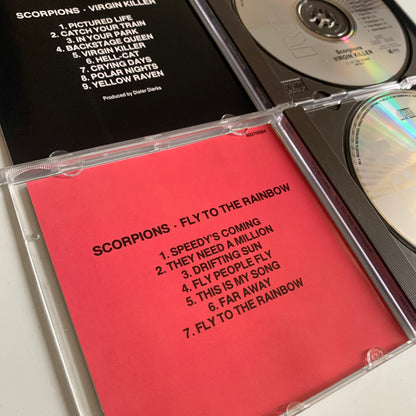 SCORPIONS · VIRGIN KILLER
1. PICTURED LIFE
2. CATCH YOUR TRAIN
3. IN YOUR PARK
4. BACKSTAGE QUEEN
5. VIRGIN KILLER
6. HELL-CAT
7. CRYING DAYS
8. POLAR NIGHTS
9. YELLOW RAVEN
Produced by Dieter Dierks
Scorpions
VIRGIN KILLER
SCORPIONS · FLY TO THE RAINBOW
1. SPEEDY'S COMING
2. THEY NEED A MILLION
3. DRIFTING SUN
4. FLY PEOPLE FLY
5. THIS IS MY SONG
6. FAR AWAY
7. FLY TO THE RAINBOW